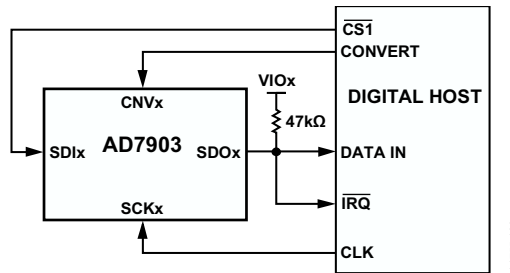 CS1
CONVERT
VIOx
CNVx
DIGITAL HOST
47kΩ
AD7903
SDIx
SDOx
DATA IN
SCKx
IRQ
CLK